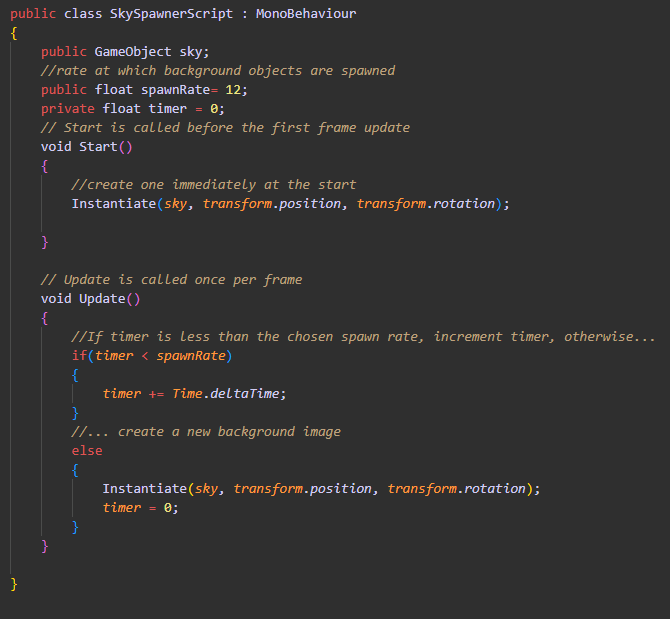 public class SkySpawnerScript : MonoBehaviour
{
    public GameObject sky;
    //rate at which background objects are spawned
    public float spawnRate= 12;
    private float timer = 0;
    // Start is called before the first frame update
    void Start()
    {
        //create one immediately at the start
        Instantiate(sky, transform.position, transform.rotation);

    }

    // Update is called once per frame
    void Update()
    {
        //If timer is less than the chosen spawn rate, increment timer, otherwise...
        if(timer < spawnRate)
        {
            timer += Time.deltaTime;
        }
        //... create a new background image
        else
        {
            Instantiate(sky, transform.position, transform.rotation);
            timer = 0;
        }
    }

}